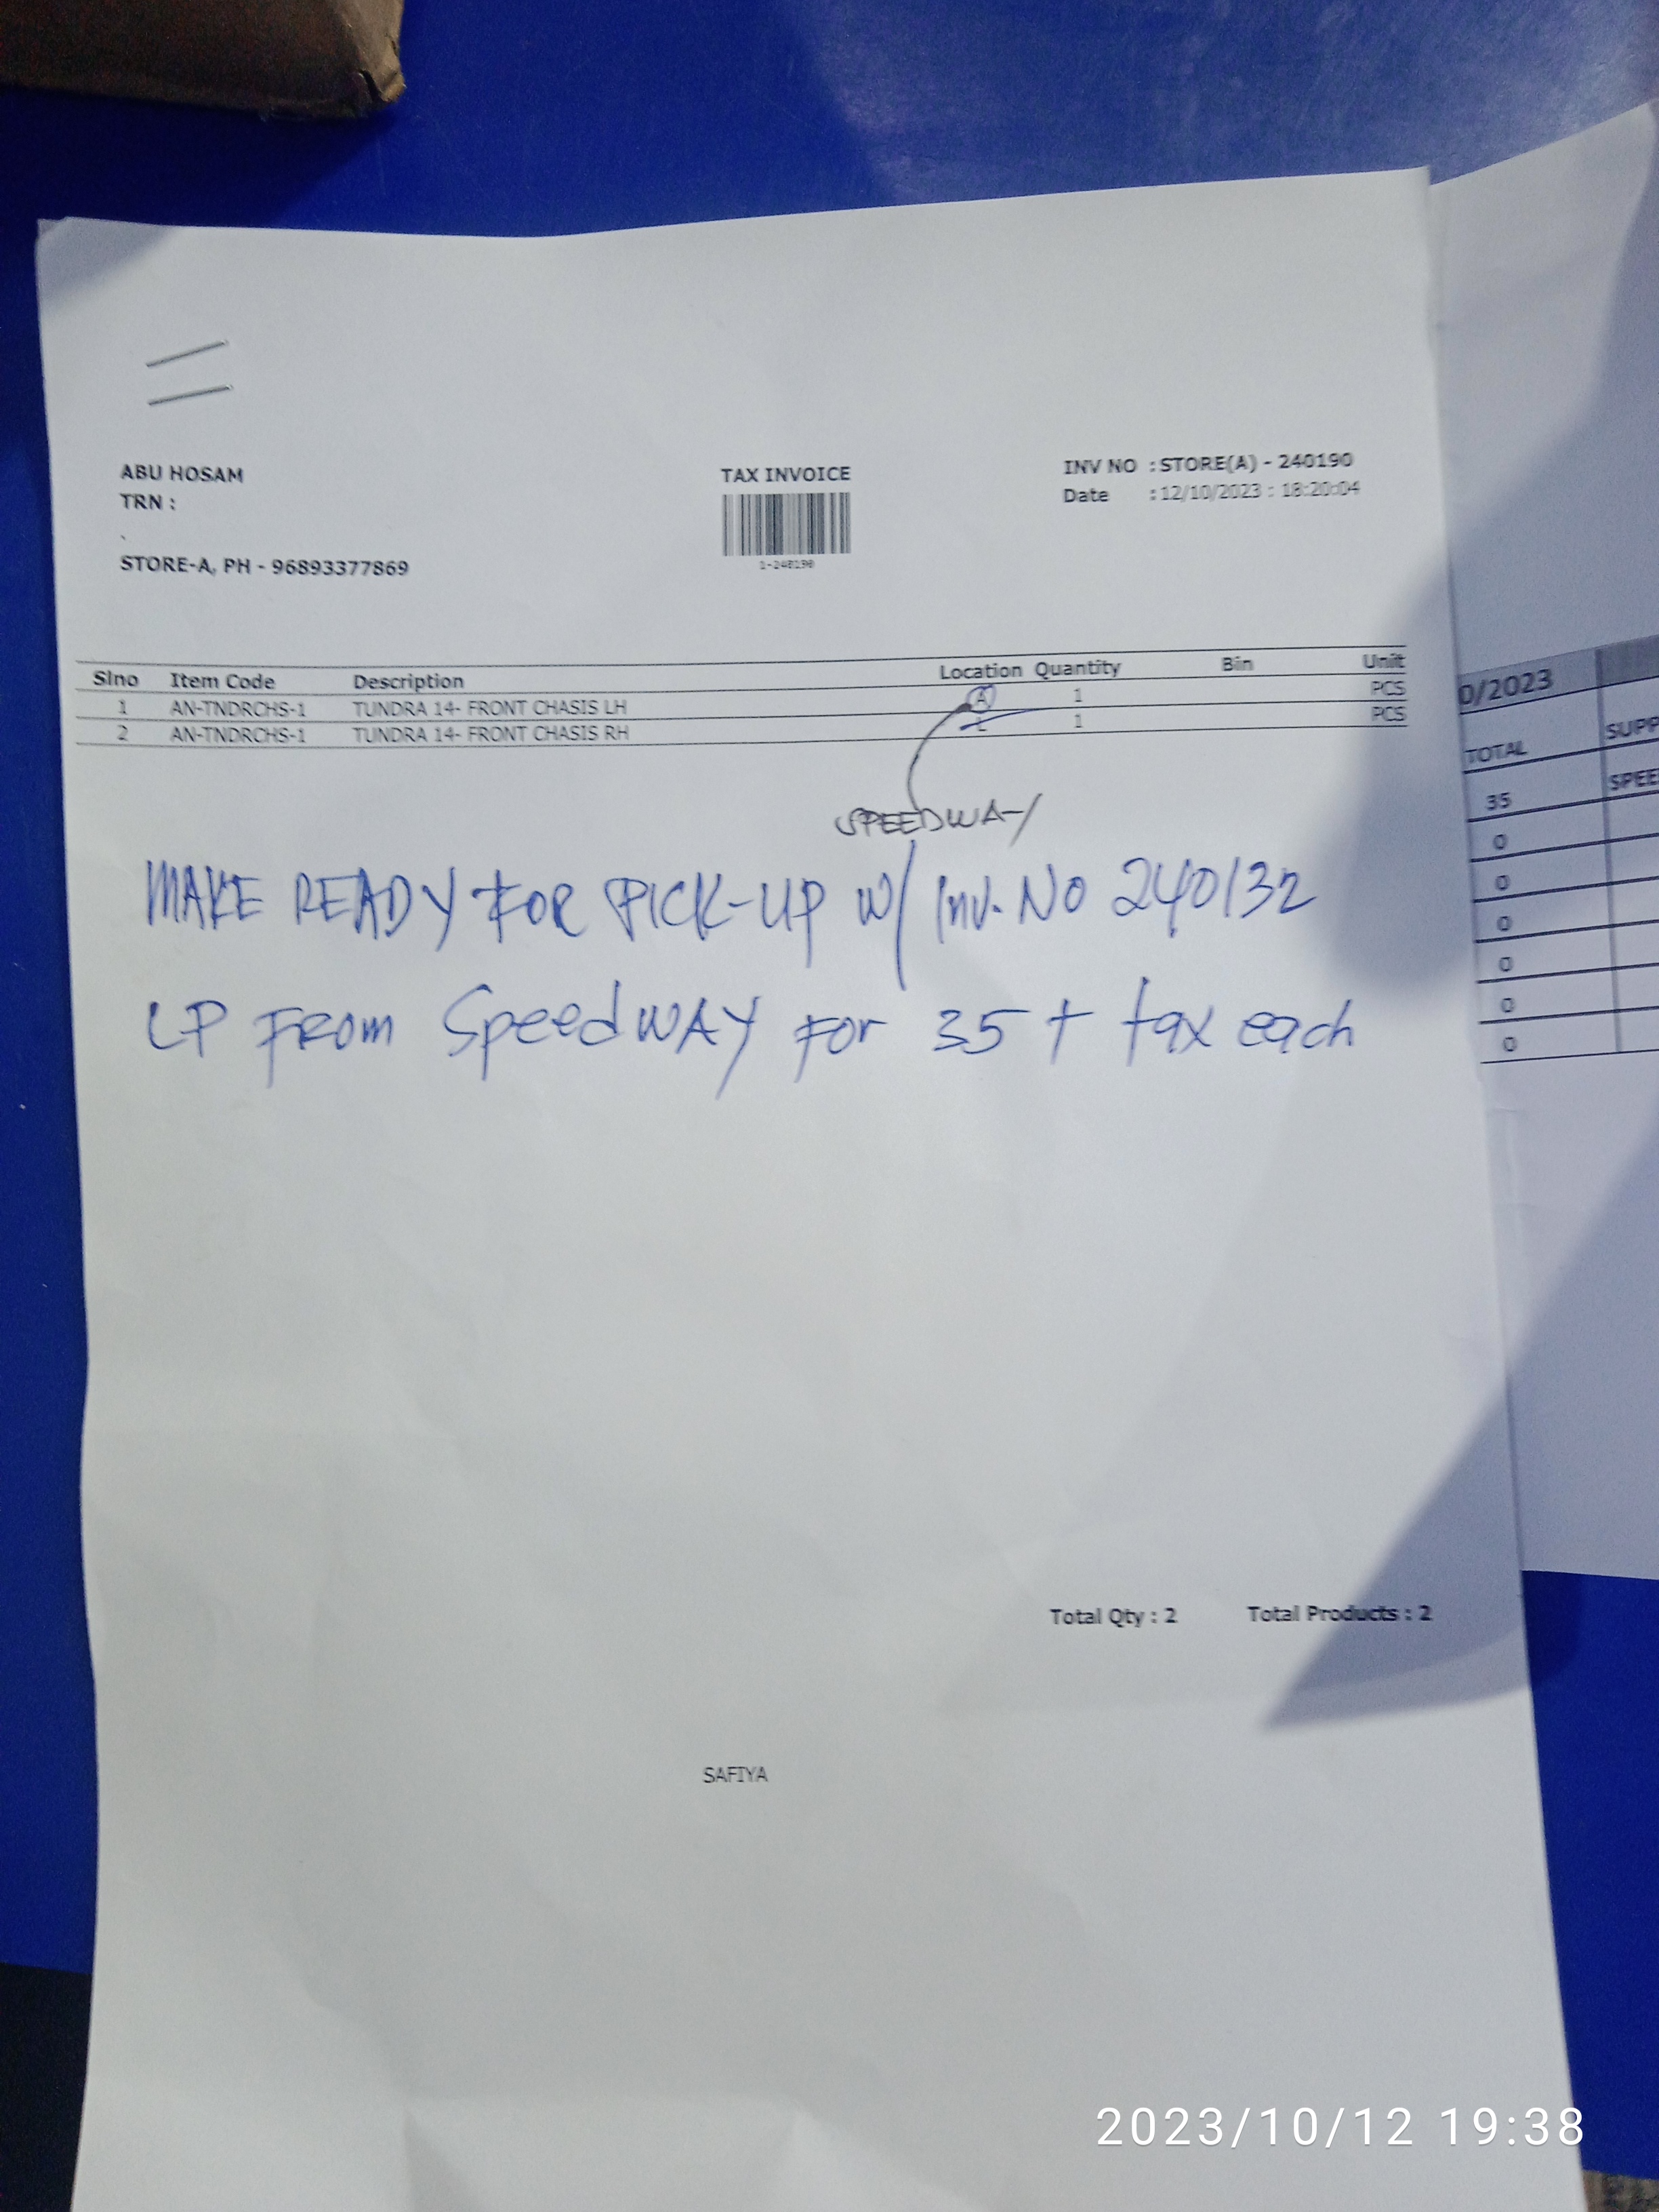 ABU HOSAM
TRN :
.
STORE-A, PH - 96893377869
TAX INVOICE
1-240190
INV NO : STORE(A) - 240190
Date : 12/10/2023 : 18:20:04
Slno Item Code Description Location Quantity Bin Unit
1 AN-TNDRCHS-1 TUNDRA 14- FRONT CHASIS LH A 1 PCS
2 AN-TNDRCHS-1 TUNDRA 14- FRONT CHASIS RH 1 PCS
SPEEDWAY
MAKE READY FOR PICK-UP W/ Inv. No 240132
LP FROM SpeedWAY For 35 + tax each
Total Qty : 2 Total Products : 2
SAFIYA
0/2023
TOTAL SUPP
35 SPEE
0
0
0
0
0
0
2023/10/12 19:38